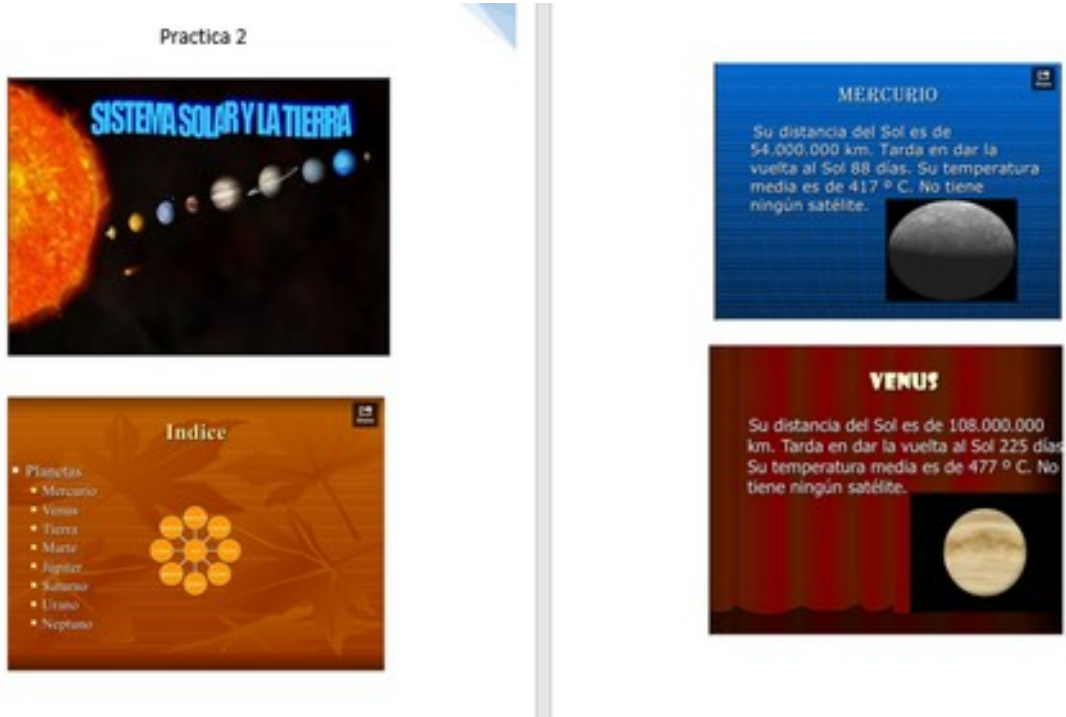 Practica 2
SISTEMA SOLAR Y LA TIERRA
Indice
Planetas
Mercurio
Venus
Tierra
Marte
Jupiter
Saturno
Urano
Neptuno
MERCURIO
Su distancia del Sol es de
54.000.000 km. Tarda en dar la
vuelta al Sol 88 días. Su temperatura
media es de 417 º C. No tiene
ningún satélite.
VENUS
Su distancia del Sol es de 108.000.000
km. Tarda en dar la vuelta al Sol 225 días
Su temperatura media es de 477 º C. No
tiene ningún satélite.